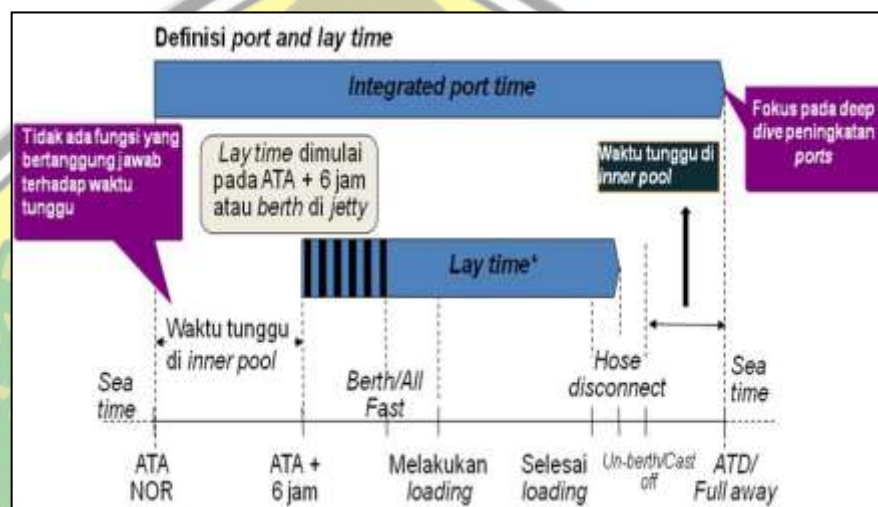 Definisi port and lay time
Integrated port time
Tidak ada fungsi yang
bertanggung jawab
terhadap waktu
tunggu
Lay time dimulai
pada ATA + 6 jam
atau berth di jetty
Waktu tunggu di
inner pool
Fokus pada deep
dive peningkatan
ports
Lay time*
Waktu tunggu
di inner pool
Sea
time
Berth/All
Fast
Hose
disconnect
Sea
time
ATA
NOR
ATA +
6 jam
Melakukan
loading
Selesai
loading
Un-berth/Cast
off
ATD/
Full away